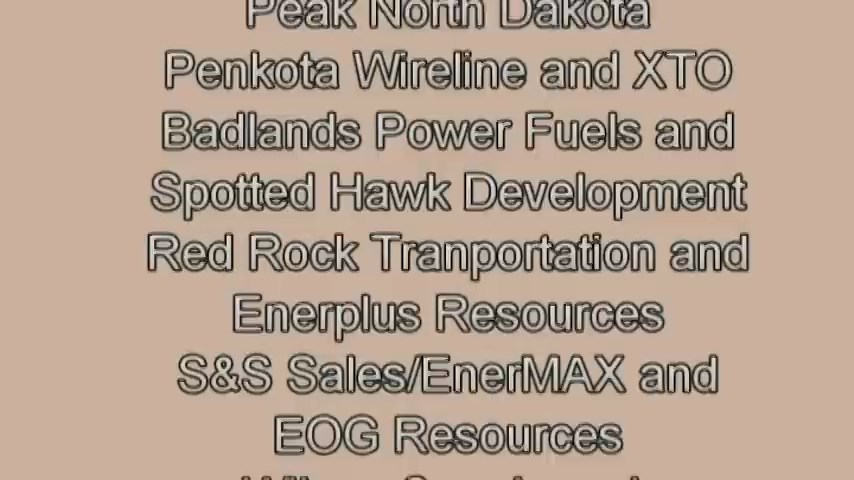 Peak North Dakota
Penkota Wireline and XTO
Badlands Power Fuels and
Spotted Hawk Development
Red Rock Tranportation and
Enerplus Resources
S&S Sales/EnerMAX and
EOG Resources